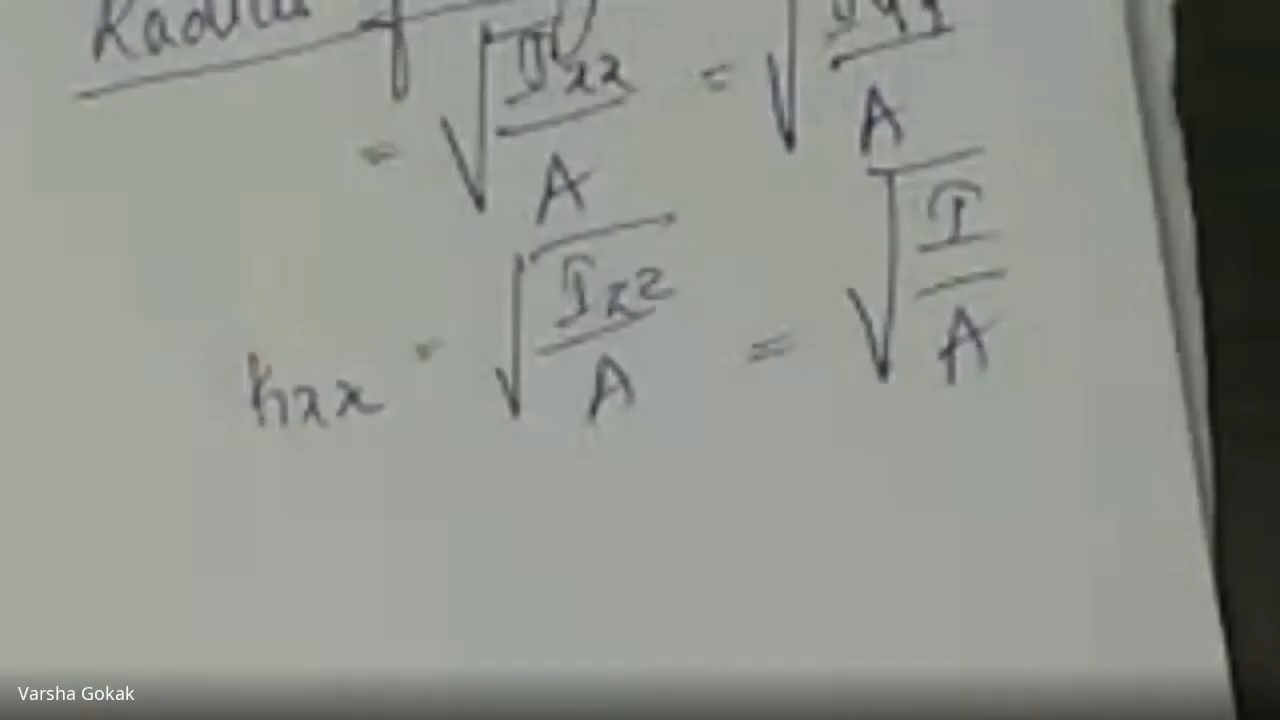 Radius of
= √(Ixx/A) = √(Iyy/A)
kxx = √(Ixx/A) = √(I/A)
Varsha Gokak